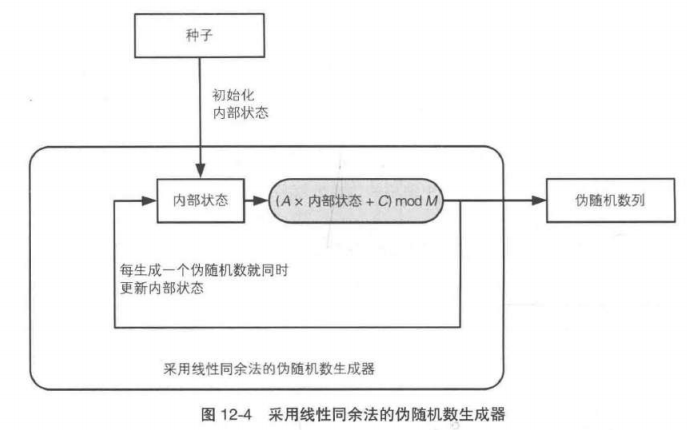 种子
初始化
内部状态
内部状态
(A × 内部状态 + C) mod M
伪随机数列
每生成一个伪随机数就同时
更新内部状态
采用线性同余法的伪随机数生成器
图 12-4 采用线性同余法的伪随机数生成器